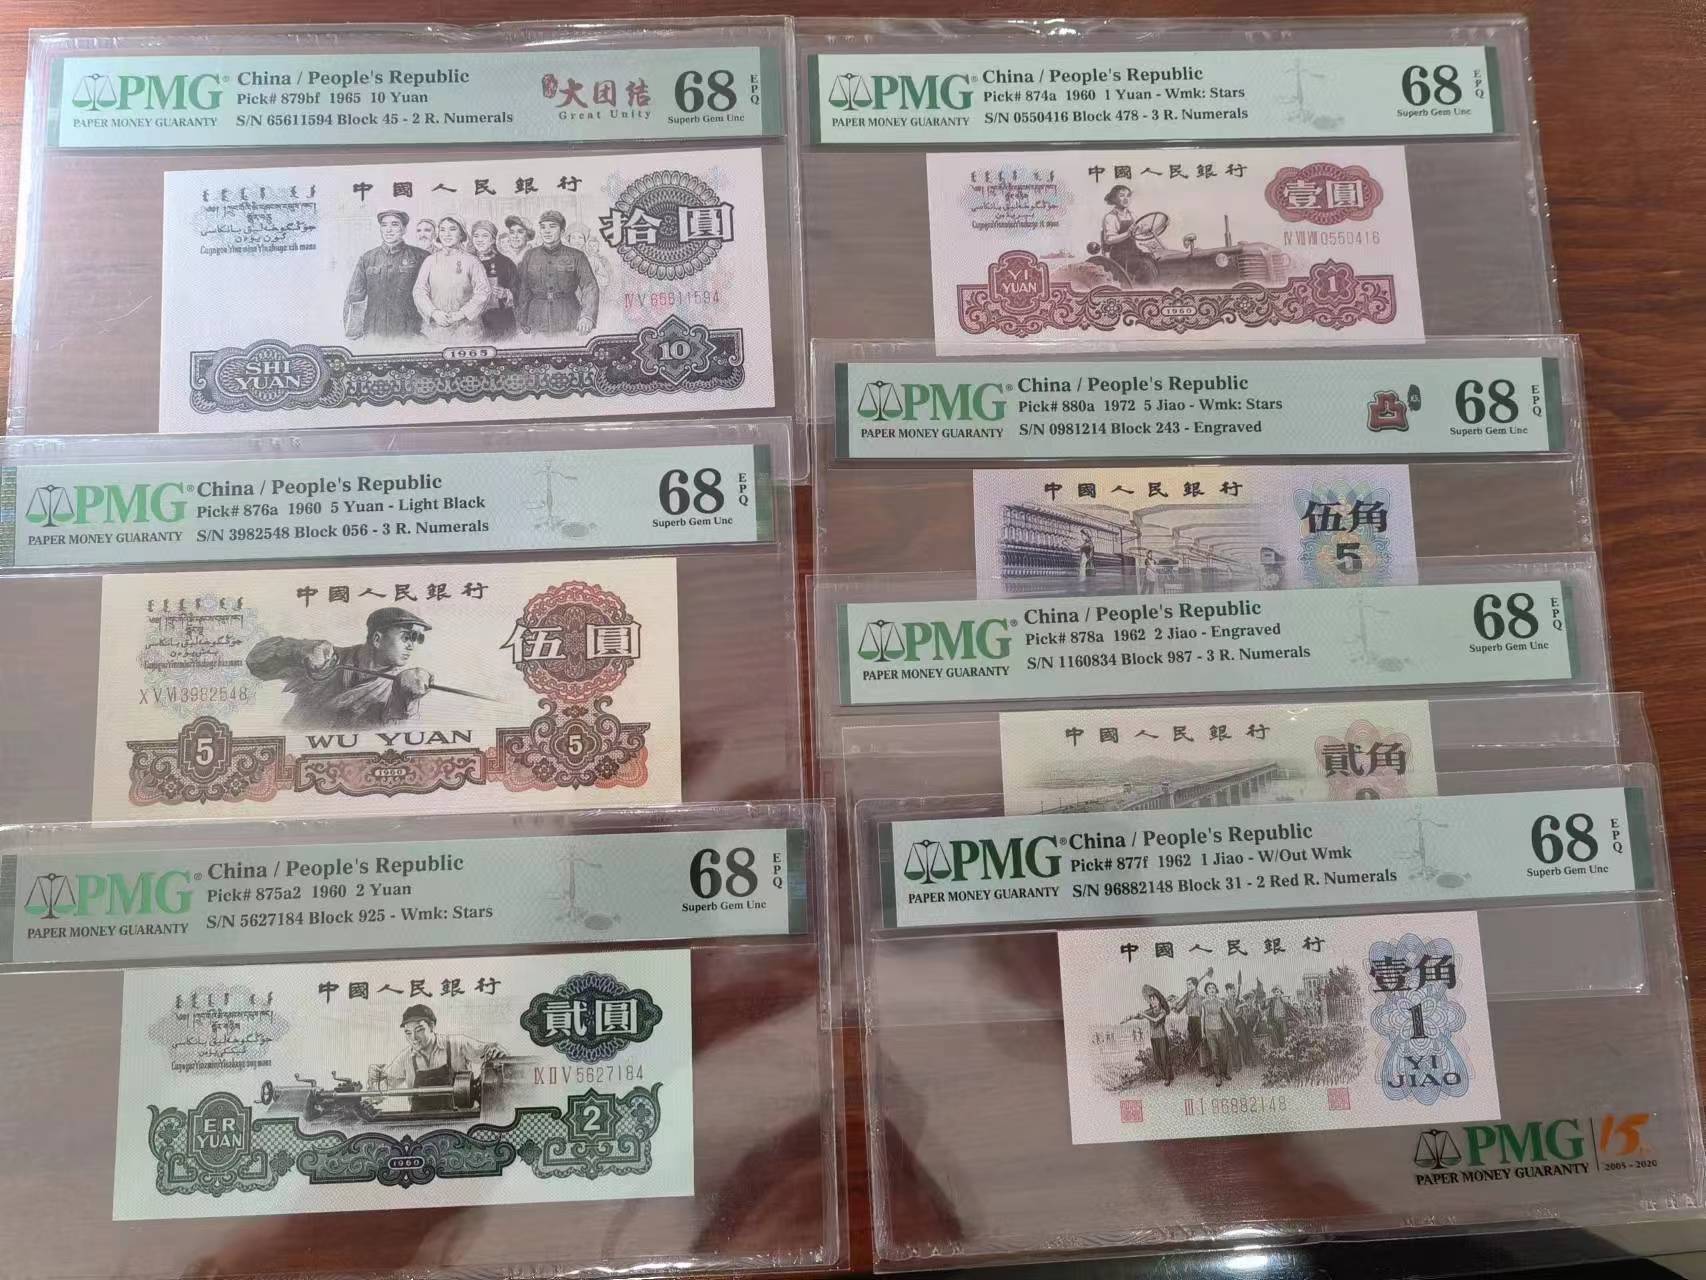 PMG®
PAPER MONEY GUARANTY
China / People's Republic
Pick# 879bf 1965 10 Yuan
S/N 65611594 Block 45 - 2 R. Numerals
大团结
Great Unity
68
EPQ
Superb Gem Unc
中國人民銀行
拾圓
ⅣⅤ65611594
1965
SHI YUAN
10
PMG®
PAPER MONEY GUARANTY
China / People's Republic
Pick# 876a 1960 5 Yuan - Light Black
S/N 3982548 Block 056 - 3 R. Numerals
68
EPQ
Superb Gem Unc
中國人民銀行
伍圓
ⅩⅤⅥ3982548
WU YUAN
5
5
1960
PMG®
PAPER MONEY GUARANTY
China / People's Republic
Pick# 875a2 1960 2 Yuan
S/N 5627184 Block 925 - Wmk: Stars
68
EPQ
Superb Gem Unc
中國人民銀行
貳圓
ⅨⅡⅤ5627184
ER YUAN
2
1960
PMG®
PAPER MONEY GUARANTY
China / People's Republic
Pick# 874a 1960 1 Yuan - Wmk: Stars
S/N 0550416 Block 478 - 3 R. Numerals
68
EPQ
Superb Gem Unc
中國人民銀行
壹圓
ⅣⅦⅧ0550416
YI YUAN
1
1960
PMG®
PAPER MONEY GUARANTY
China / People's Republic
Pick# 880a 1972 5 Jiao - Wmk: Stars
S/N 0981214 Block 243 - Engraved
68
EPQ
Superb Gem Unc
中國人民銀行
伍角
5
PMG®
PAPER MONEY GUARANTY
China / People's Republic
Pick# 878a 1962 2 Jiao - Engraved
S/N 1160834 Block 987 - 3 R. Numerals
68
EPQ
Superb Gem Unc
中國人民銀行
貳角
PMG®
PAPER MONEY GUARANTY
China / People's Republic
Pick# 877f 1962 1 Jiao - W/Out Wmk
S/N 96882148 Block 31 - 2 Red R. Numerals
68
EPQ
Superb Gem Unc
中國人民銀行
壹角
1
YI
JIAO
ⅢⅠ96882148
PMG
PAPER MONEY GUARANTY
15
2005 - 2020